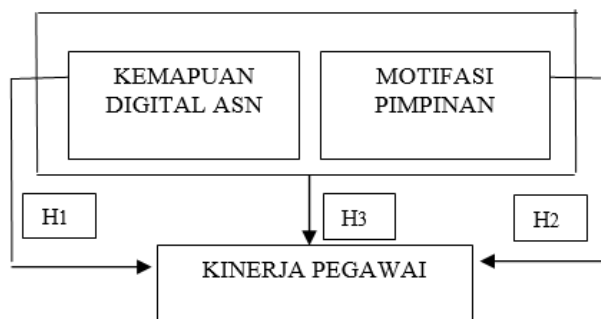 KEMAPUAN
DIGITAL ASN
MOTIFASI
PIMPINAN
H1
H3
H2
KINERJA PEGAWAI